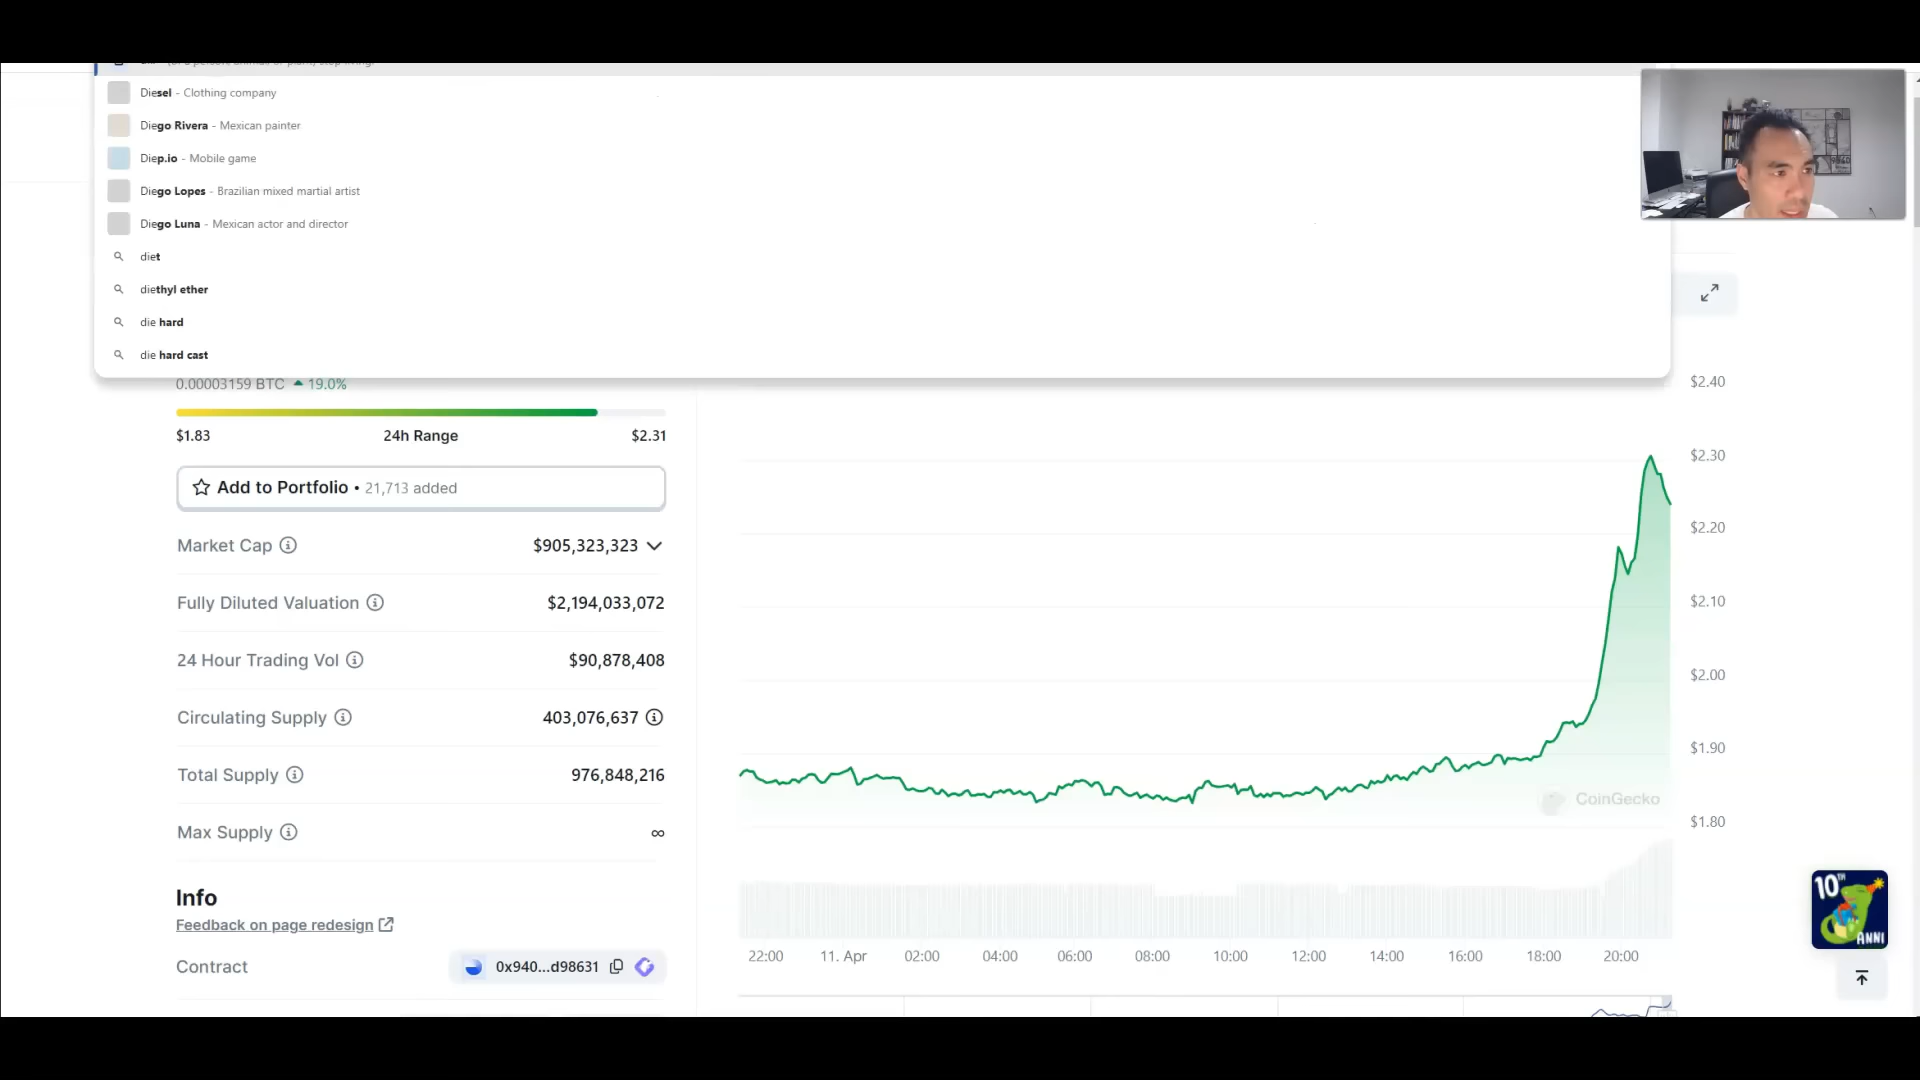 Diesel - Clothing company
Diego Rivera - Mexican painter
Diep.io - Mobile game
Diego Lopes - Brazilian mixed martial artist
Diego Luna - Mexican actor and director
diet
diethyl ether
die hard
die hard cast
0.00003159 BTC 19.0%
$1.83 24h Range $2.31
Add to Portfolio • 21,713 added
Market Cap $905,323,323
Fully Diluted Valuation $2,194,033,072
24 Hour Trading Vol $90,878,408
Circulating Supply 403,076,637
Total Supply 976,848,216
Max Supply ∞
Info
Feedback on page redesign
Contract 0x940...d98631
$2.40
$2.30
$2.20
$2.10
$2.00
$1.90
$1.80
CoinGecko
22:00 11. Apr 02:00 04:00 06:00 08:00 10:00 12:00 14:00 16:00 18:00 20:00
10TH
ANNI